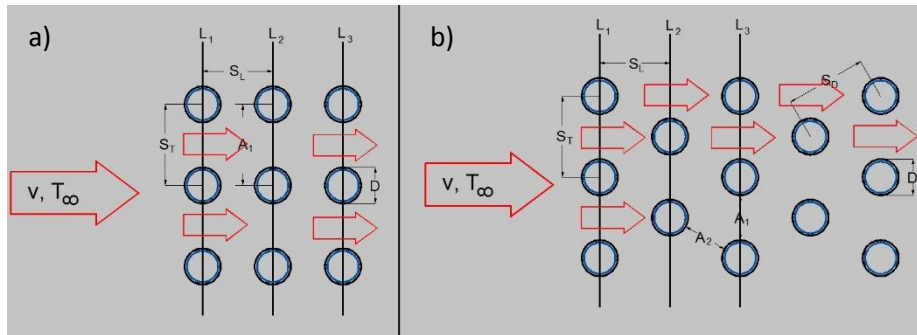 a)
L1 L2 L3
SL
ST
A1
D
v, T∞
b)
L1 L2 L3
SL
SD
ST
D
A1
A2
v, T∞